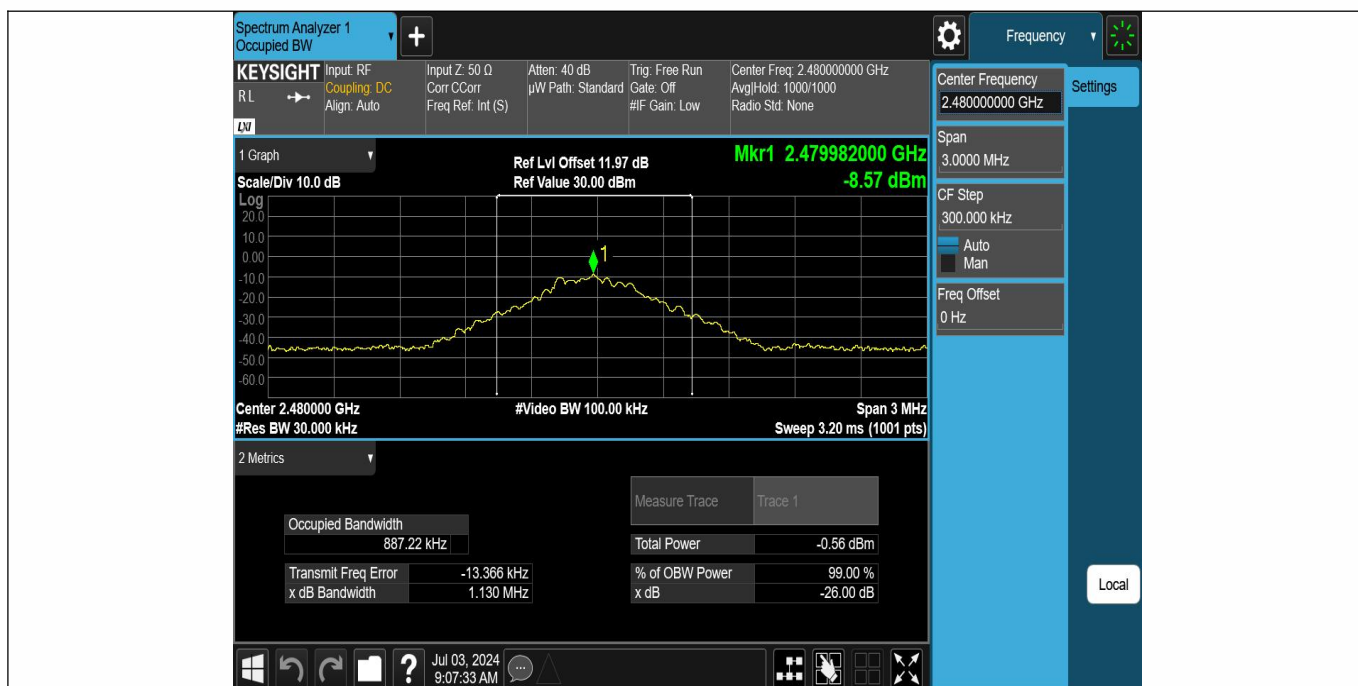 Spectrum Analyzer 1
Occupied BW
+
Frequency
KEYSIGHT
RL
LXI
Input: RF
Coupling: DC
Align: Auto
Input Z: 50 Ω
Corr CCorr
Freq Ref: Int (S)
Atten: 40 dB
µW Path: Standard
Trig: Free Run
Gate: Off
#IF Gain: Low
Center Freq: 2.480000000 GHz
Avg|Hold: 1000/1000
Radio Std: None
Center Frequency
2.480000000 GHz
Settings
Span
3.0000 MHz
CF Step
300.000 kHz
Auto
Man
Freq Offset
0 Hz
Local
1 Graph
Ref Lvl Offset 11.97 dB
Mkr1 2.479982000 GHz
Scale/Div 10.0 dB
Ref Value 30.00 dBm
-8.57 dBm
Log
20.0
10.0
0.00
-10.0
-20.0
-30.0
-40.0
-50.0
-60.0
1
Center 2.480000 GHz
#Video BW 100.00 kHz
Span 3 MHz
#Res BW 30.000 kHz
Sweep 3.20 ms (1001 pts)
2 Metrics
Measure Trace
Trace 1
Occupied Bandwidth
887.22 kHz
Total Power
-0.56 dBm
Transmit Freq Error
-13.366 kHz
% of OBW Power
99.00 %
x dB Bandwidth
1.130 MHz
x dB
-26.00 dB
?
Jul 03, 2024
9:07:33 AM